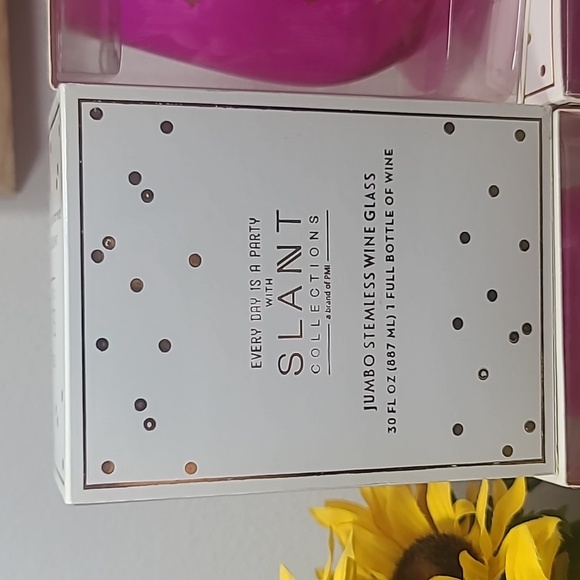 EVERY DAY IS A PARTY
WITH
SLANT
COLLECTIONS
a brand of PMI
JUMBO STEMLESS WINE GLASS
30 FL OZ.(887 ML) 1 FULL BOTTLE OF WINE